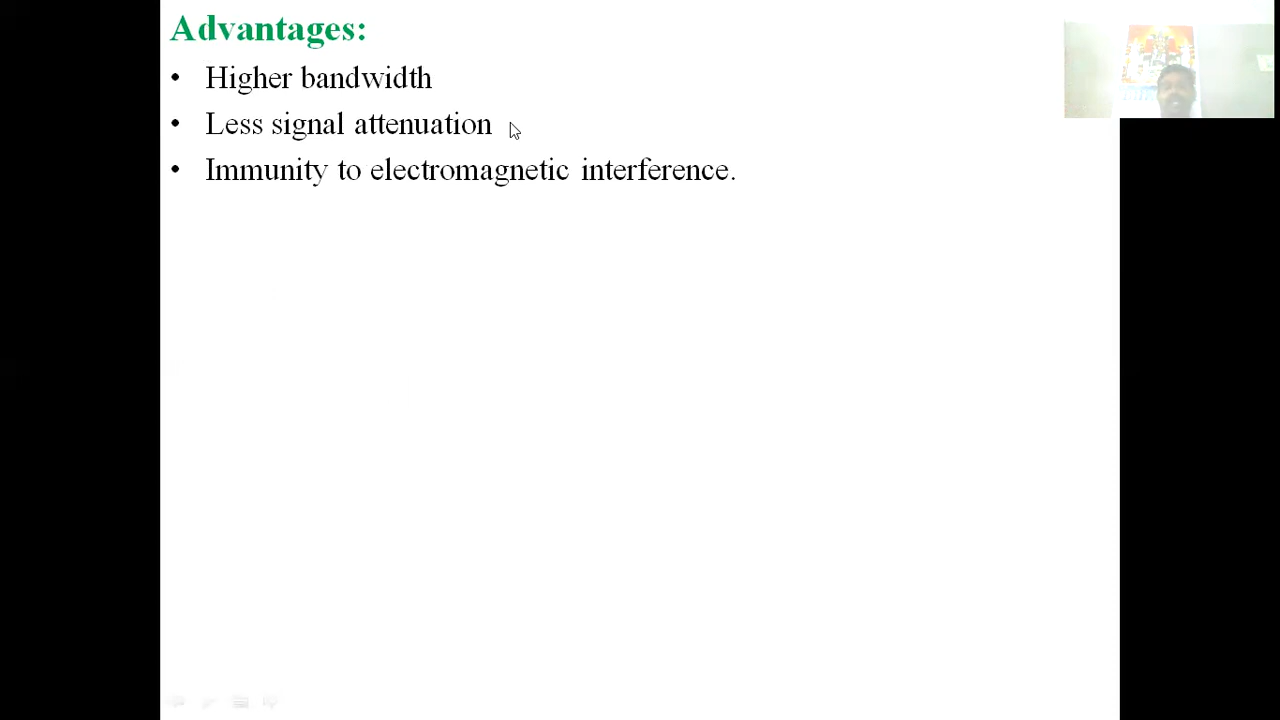 Advantages:
• Higher bandwidth
• Less signal attenuation
• Immunity to electromagnetic interference.